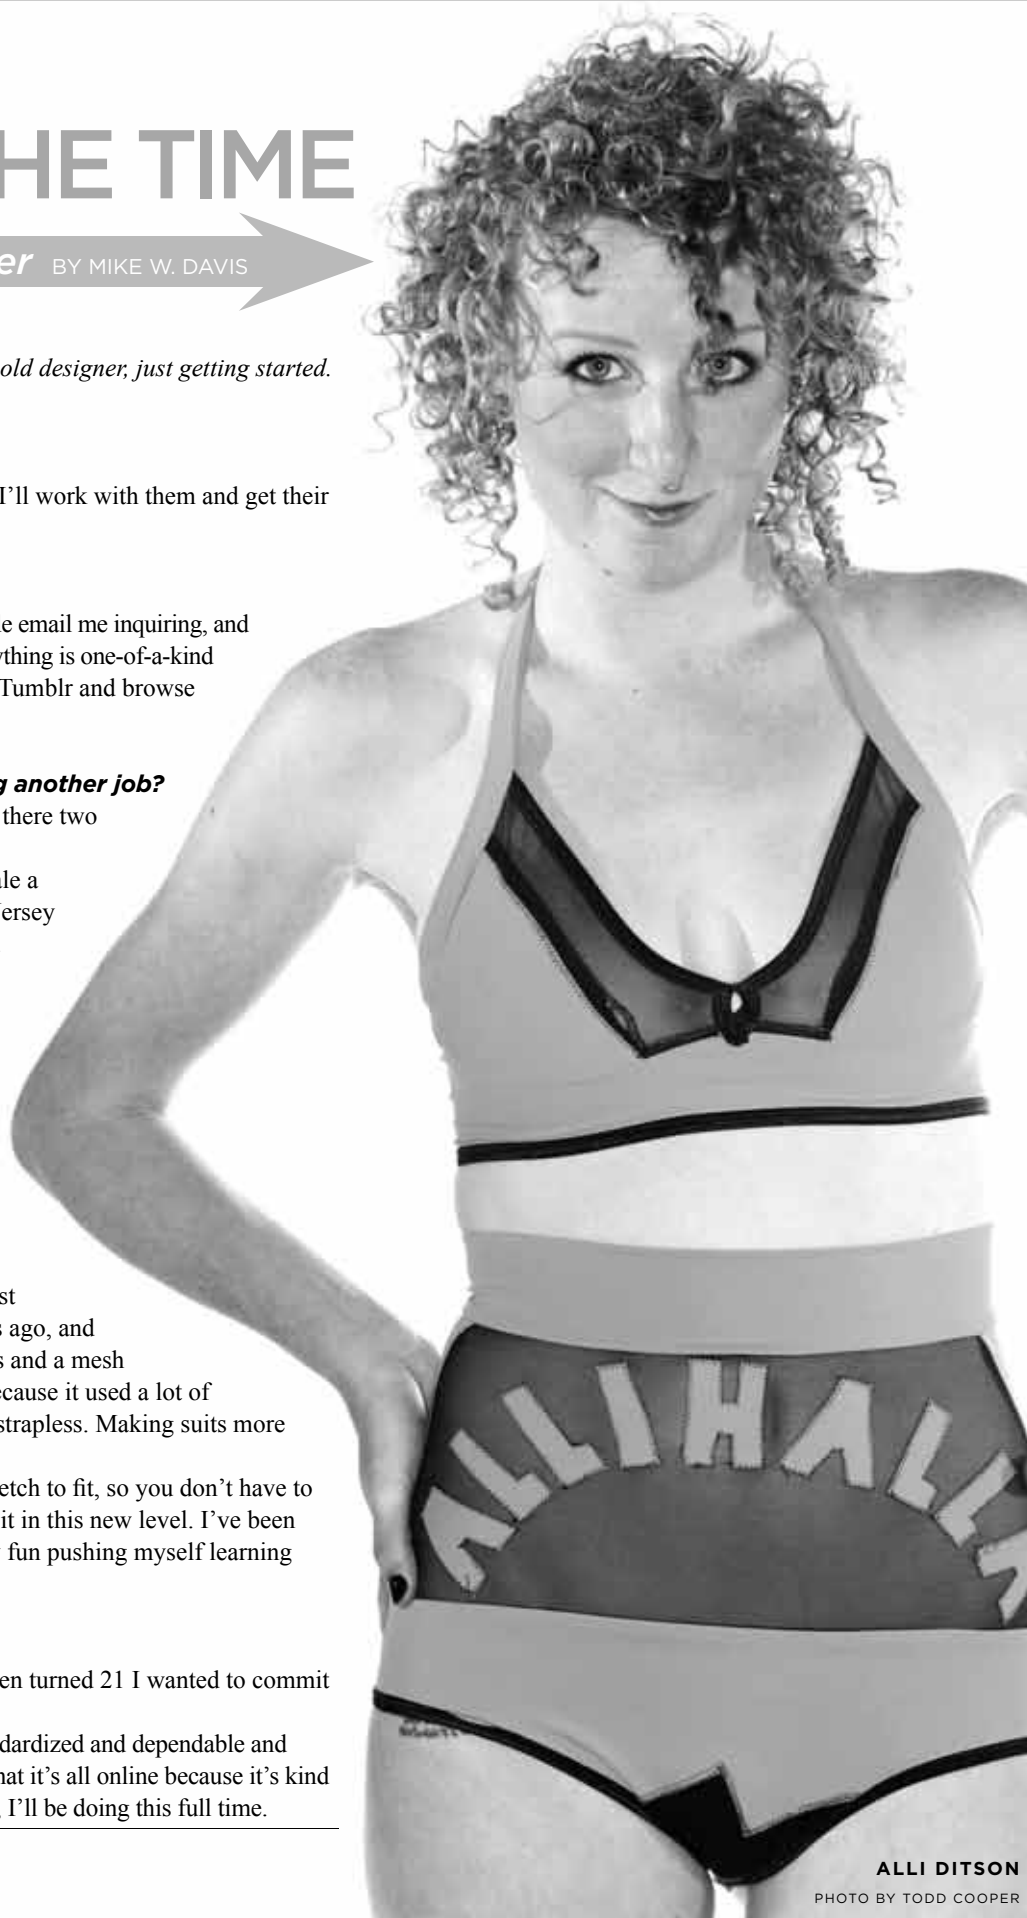 HE TIME
er BY MIKE W. DAVIS
old designer, just getting started.
I’ll work with them and get their
e email me inquiring, and
ything is one-of-a-kind
Tumblr and browse
g another job?
there two
le a
ersey
st
s ago, and
s and a mesh
ecause it used a lot of
strapless. Making suits more
etch to fit, so you don’t have to
it in this new level. I’ve been
fun pushing myself learning
en turned 21 I wanted to commit
dardized and dependable and
hat it’s all online because it’s kind
I’ll be doing this full time.
ALLIHALLA
ALLI DITSON
PHOTO BY TODD COOPER